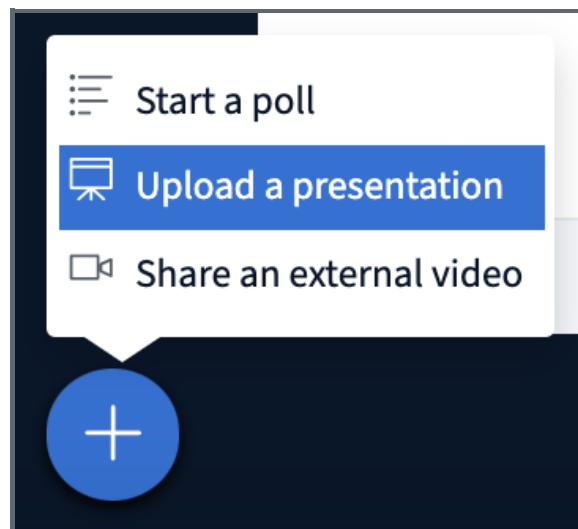 Start a poll
Upload a presentation
Share an external video